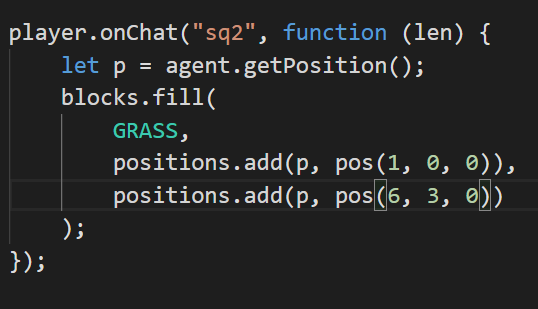 player.onChat("sq2", function (len) {
    let p = agent.getPosition();
    blocks.fill(
        GRASS,
        positions.add(p, pos(1, 0, 0)),
        positions.add(p, pos(6, 3, 0))
    );
});